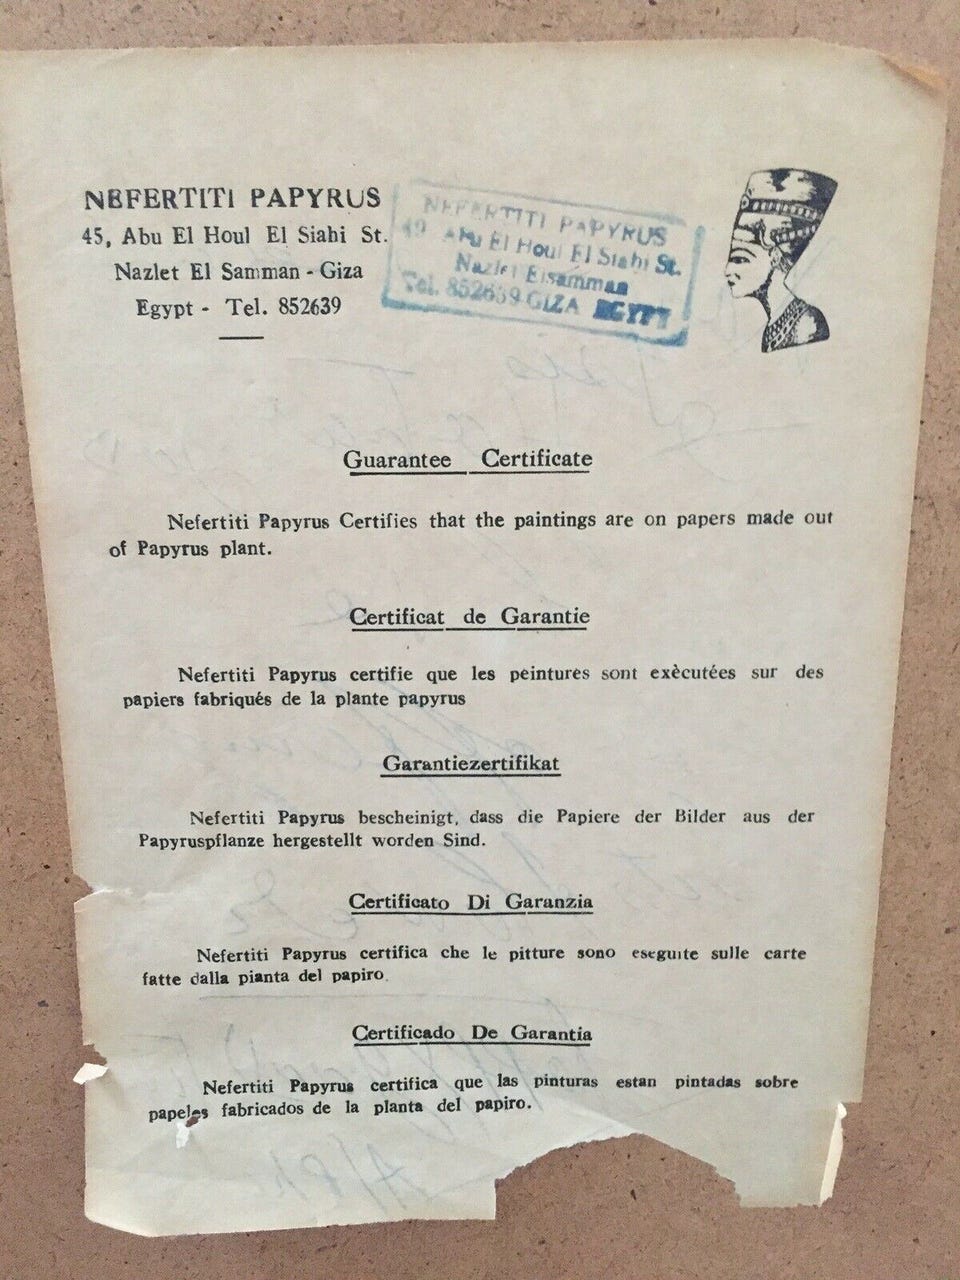 NEFERTITI PAPYRUS
45, Abu El Houl El Siahi St.
Nazlet El Samman - Giza
Egypt - Tel. 852639
NEFERTITI PAPYRUS
Abu El Houl El Siahi St.
Nazlet Elsamman
Tel. 852639 GIZA EGYPT
Guarantee Certificate
Nefertiti Papyrus Certifies that the paintings are on papers made out
of Papyrus plant.
Certificat de Garantie
Nefertiti Papyrus certifie que les peintures sont exècutées sur des
papiers fabriqués de la plante papyrus
Garantiezertifikat
Nefertiti Papyrus bescheinigt, dass die Papiere der Bilder aus der
Papyruspflanze hergestellt worden Sind.
Certificato Di Garanzia
Nefertiti Papyrus certifica che le pitture sono eseguite sulle carte
fatte dalla pianta del papiro.
Certificado De Garantia
Nefertiti Papyrus certifica que las pinturas estan pintadas sobre
papeles fabricados de la planta del papiro.